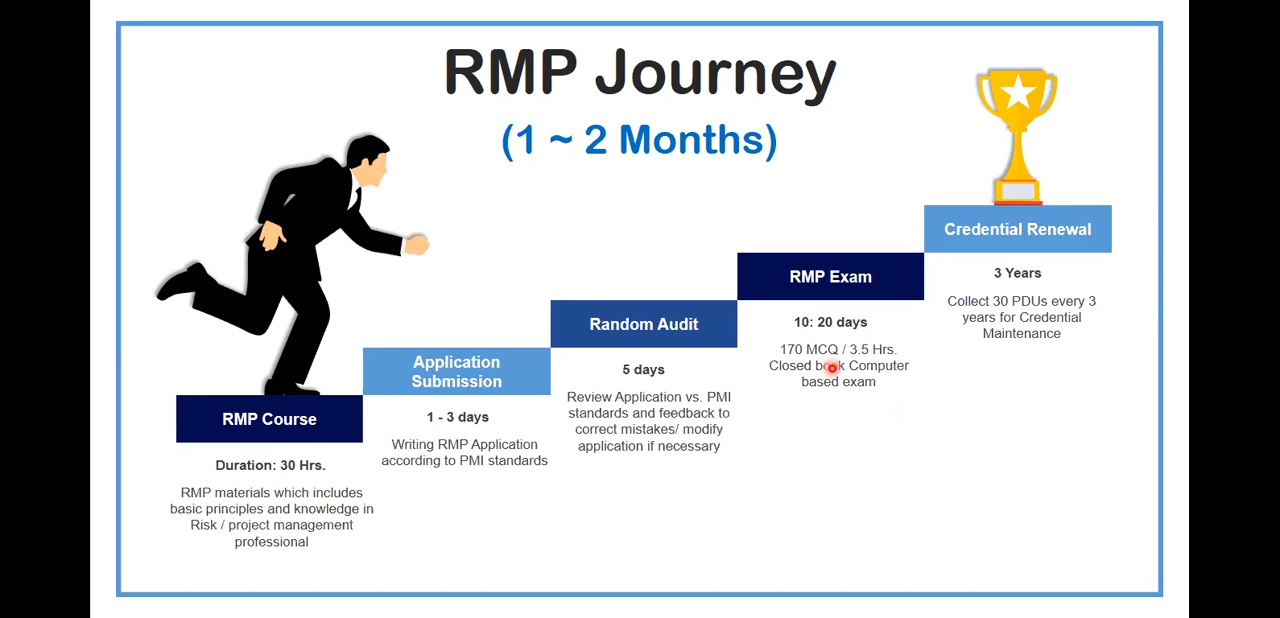 RMP Journey
(1 ~ 2 Months)
RMP Course
Duration: 30 Hrs.
RMP materials which includes
basic principles and knowledge in
Risk / project management
professional
Application
Submission
1 - 3 days
Writing RMP Application
according to PMI standards
Random Audit
5 days
Review Application vs. PMI
standards and feedback to
correct mistakes/ modify
application if necessary
RMP Exam
10: 20 days
170 MCQ / 3.5 Hrs.
Closed book Computer
based exam
Credential Renewal
3 Years
Collect 30 PDUs every 3
years for Credential
Maintenance